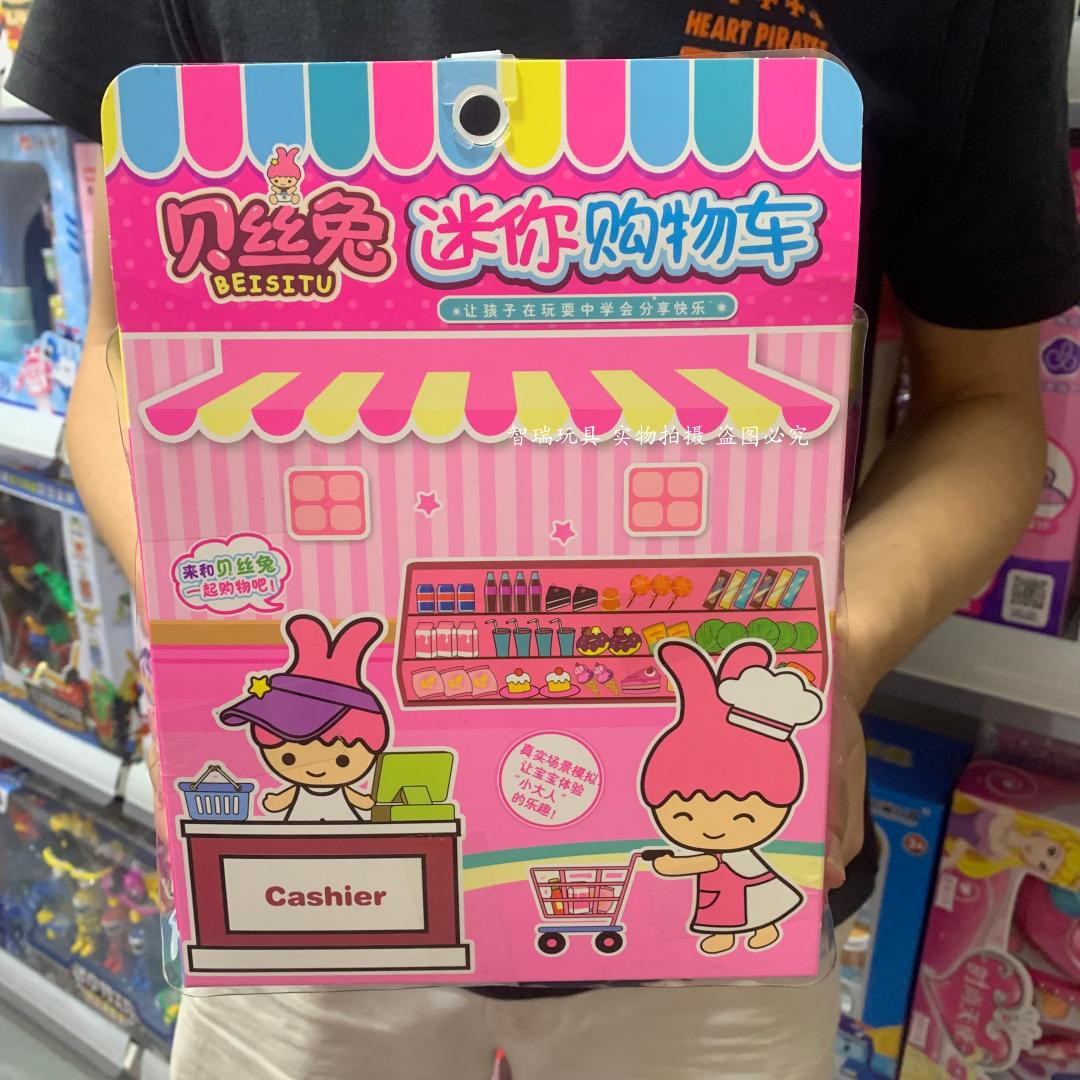 HEART PIRATES
贝丝兔
BEISITU
迷你购物车
让孩子在玩耍中学会分享快乐
智瑞玩具 实物拍摄 盗图必究
来和贝丝兔
一起购物吧!
真实场景模拟
让宝宝体验
“小大人”
的乐趣!
Cashier